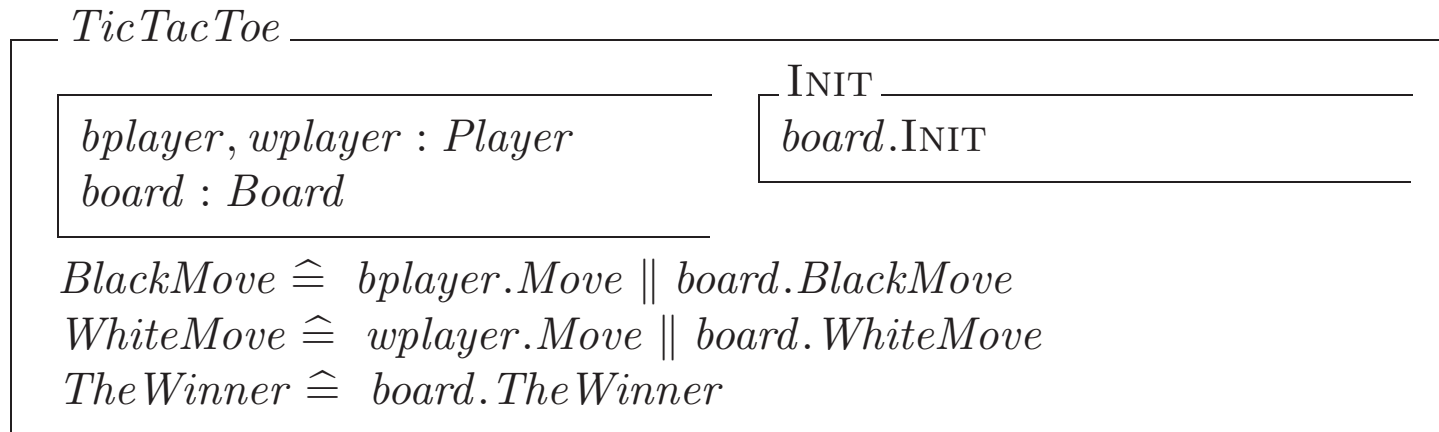 TicTacToe
bplayer, wplayer : Player
board : Board
INIT
board.INIT
BlackMove ≙ bplayer.Move ∥ board.BlackMove
WhiteMove ≙ wplayer.Move ∥ board.WhiteMove
TheWinner ≙ board.TheWinner